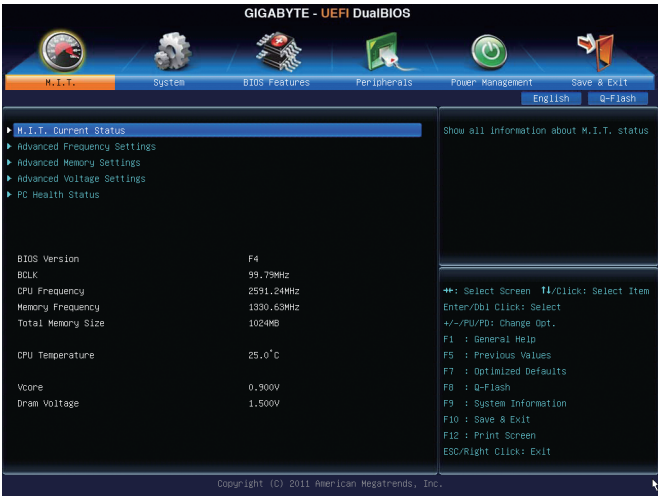 GIGABYTE - UEFI DualBIOS
M.I.T.
System
BIOS Features
Peripherals
Power Management
Save & Exit
English
Q-Flash
M.I.T. Current Status
Advanced Frequency Settings
Advanced Memory Settings
Advanced Voltage Settings
PC Health Status
BIOS Version F4
BCLK 99.79MHz
CPU Frequency 2591.24MHz
Memory Frequency 1330.63MHz
Total Memory Size 1024MB
CPU Temperature 25.0°C
Vcore 0.900V
Dram Voltage 1.500V
Show all information about M.I.T. status
→←: Select Screen ↑↓/Click: Select Item
Enter/Dbl Click: Select
+/-/PU/PD: Change Opt.
F1 : General Help
F5 : Previous Values
F7 : Optimized Defaults
F8 : Q-Flash
F9 : System Information
F10 : Save & Exit
F12 : Print Screen
ESC/Right Click: Exit
Copyright (C) 2011 American Megatrends, Inc.